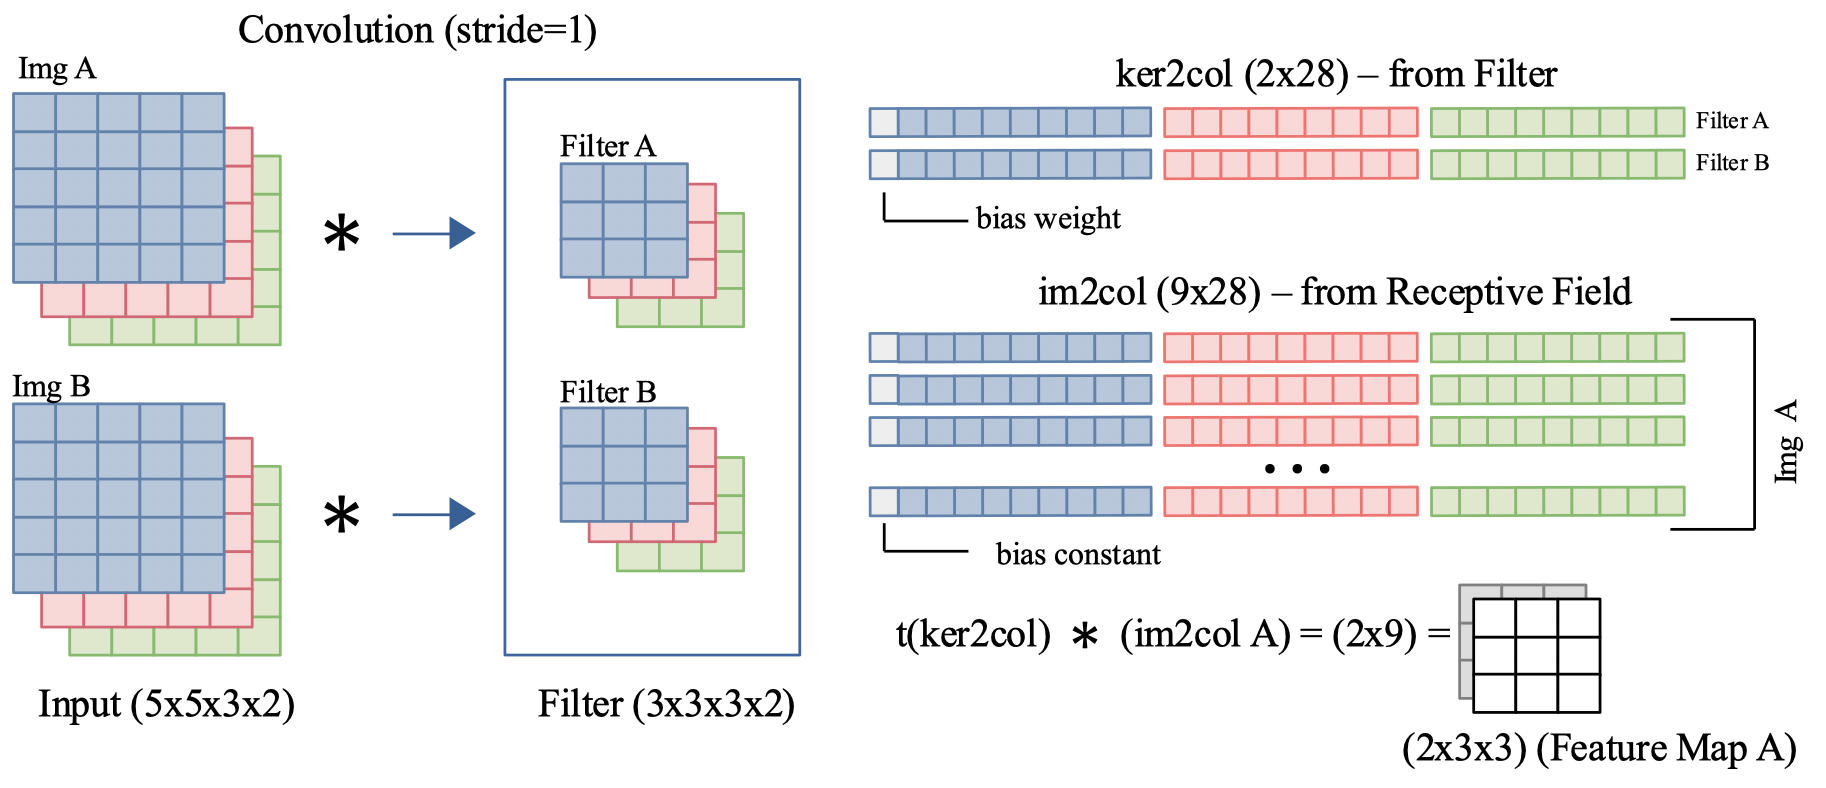 Convolution (stride=1)
Img A
Filter A
*
Img B
Filter B
*
Input (5x5x3x2)
Filter (3x3x3x2)
ker2col (2x28) – from Filter
Filter A
Filter B
bias weight
im2col (9x28) – from Receptive Field
Img A
• • •
bias constant
t(ker2col) * (im2col A) = (2x9) =
(2x3x3) (Feature Map A)